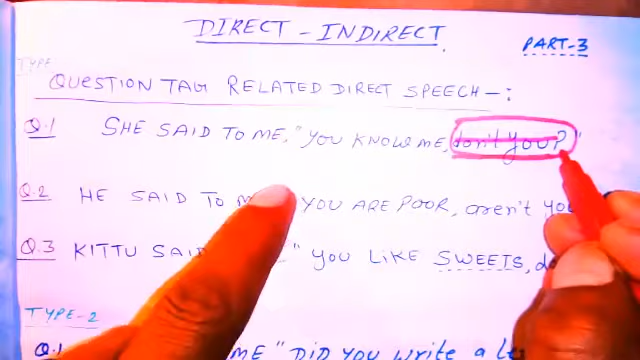 DIRECT - INDIRECT
PART-3
TYPE
QUESTION TAG RELATED DIRECT SPEECH -:
Q.1 SHE SAID TO ME, "YOU KNOW ME, don't you?"
Q.2 HE SAID TO YOU ARE POOR, aren't
Q.3 KITTU SAID " YOU LIKE SWEETS,
TYPE-2
Q.1 ME "DID YOU WRITE a